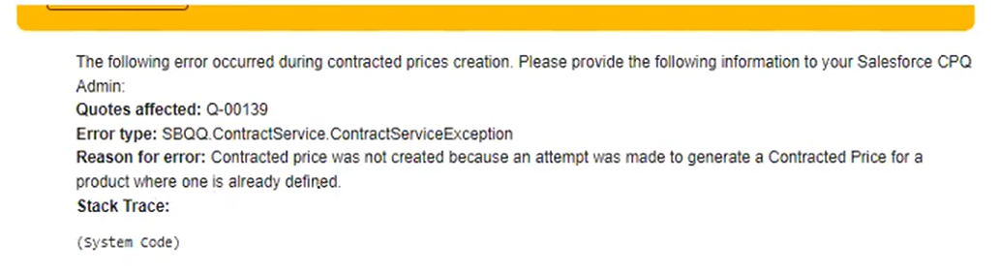 The following error occurred during contracted prices creation. Please provide the following information to your Salesforce CPQ
Admin:
Quotes affected: Q-00139
Error type: SBQQ.ContractService.ContractServiceException
Reason for error: Contracted price was not created because an attempt was made to generate a Contracted Price for a
product where one is already defined.
Stack Trace:
(System Code)